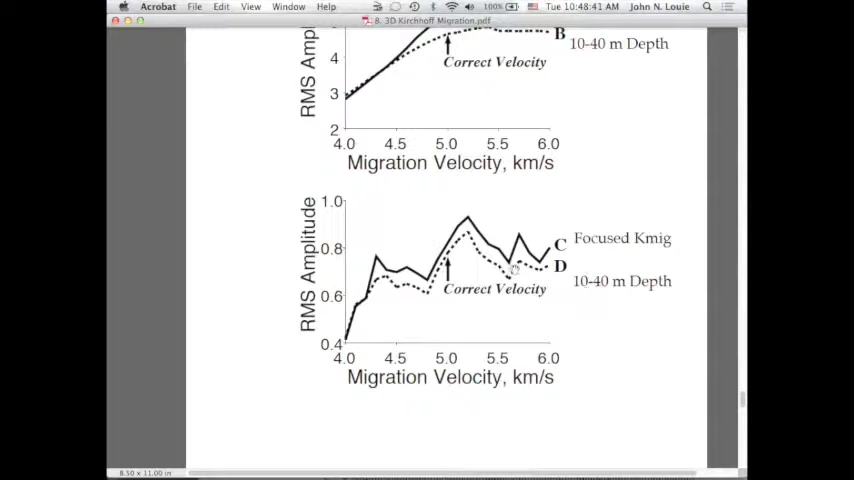 Acrobat File Edit View Window Help 100% Tue 10:48:41 AM John N. Louie
8. 3D Kirchhoff Migration.pdf
RMS Ampl
4
3
2
B
10-40 m Depth
Correct Velocity
4.0 4.5 5.0 5.5 6.0
Migration Velocity, km/s
RMS Amplitude
1.0
0.8
0.6
0.4
C Focused Kmig
D
10-40 m Depth
Correct Velocity
4.0 4.5 5.0 5.5 6.0
Migration Velocity, km/s
8.50 x 11.00 in